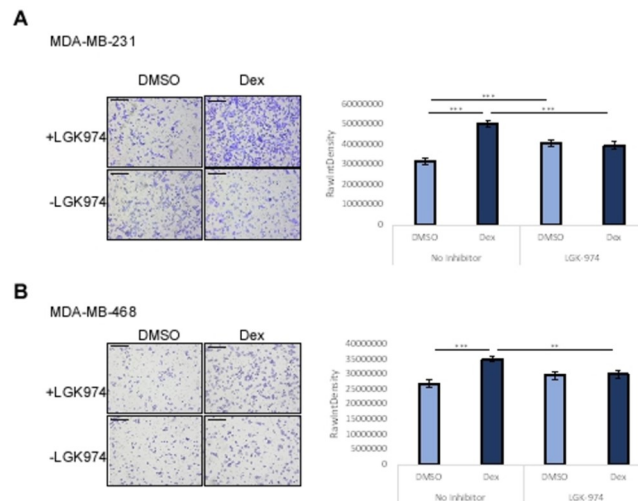 A
MDA-MB-231
DMSO Dex
+LGK974
-LGK974
***
*** ***
RawIntDensity
60000000
50000000
40000000
30000000
20000000
10000000
0
DMSO Dex DMSO Dex
No Inhibitor LGK-974
B
MDA-MB-468
DMSO Dex
+LGK974
-LGK974
*** **
RawIntDensity
40000000
35000000
30000000
25000000
20000000
15000000
10000000
5000000
0
DMSO Dex DMSO Dex
No Inhibitor LGK-974